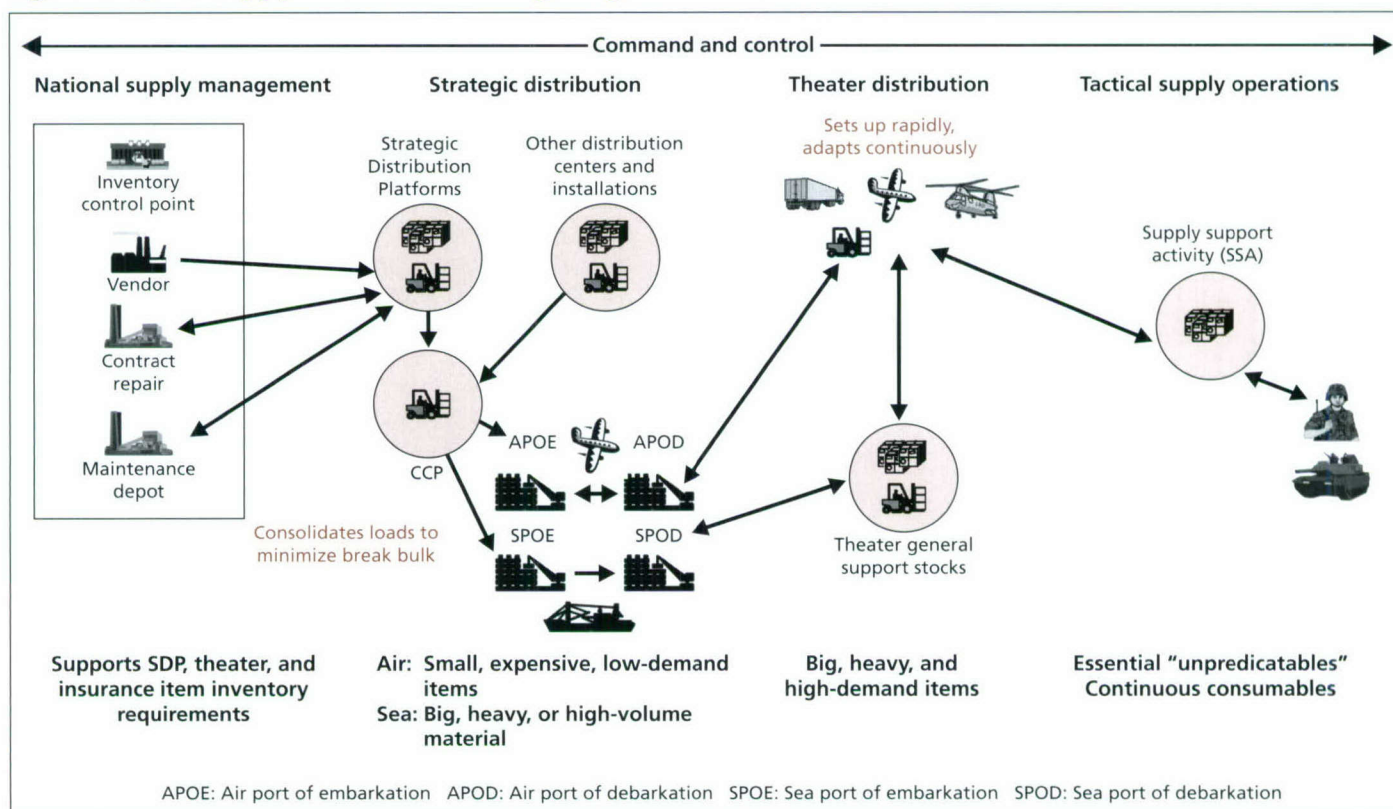 Command and control
National supply management
Strategic distribution
Theater distribution
Tactical supply operations
Inventory
control point
Vendor
Contract
repair
Maintenance
depot
Strategic
Distribution
Platforms
Other distribution
centers and
installations
CCP
Consolidates loads to
minimize break bulk
APOE
APOD
SPOE
SPOD
Sets up rapidly,
adapts continuously
Theater general
support stocks
Supply support
activity (SSA)
Supports SDP, theater, and
insurance item inventory
requirements
Air: Small, expensive, low-demand
items
Sea: Big, heavy, or high-volume
material
Big, heavy, and
high-demand items
Essential “unpredicatables”
Continuous consumables
APOE: Air port of embarkation APOD: Air port of debarkation SPOE: Sea port of embarkation SPOD: Sea port of debarkation